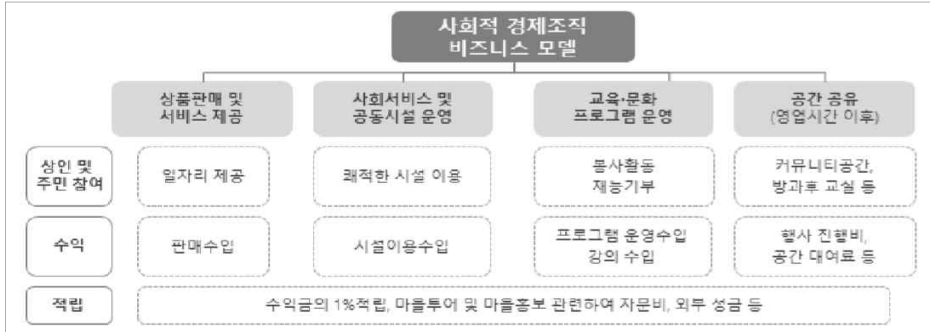 사회적 경제조직
비즈니스 모델
상품판매 및
서비스 제공
사회서비스 및
공동시설 운영
교육·문화
프로그램 운영
공간 공유
(영업시간 이후)
상인 및
주민 참여
일자리 제공
쾌적한 시설 이용
봉사활동
재능기부
커뮤니티공간,
방과후 교실 등
수익
판매수입
시설이용수입
프로그램 운영수입
강의 수입
행사 진행비,
공간 대여료 등
적립
수익금의 1%적립, 마을투어 및 마을홍보 관련하여 자문비, 외부 성금 등